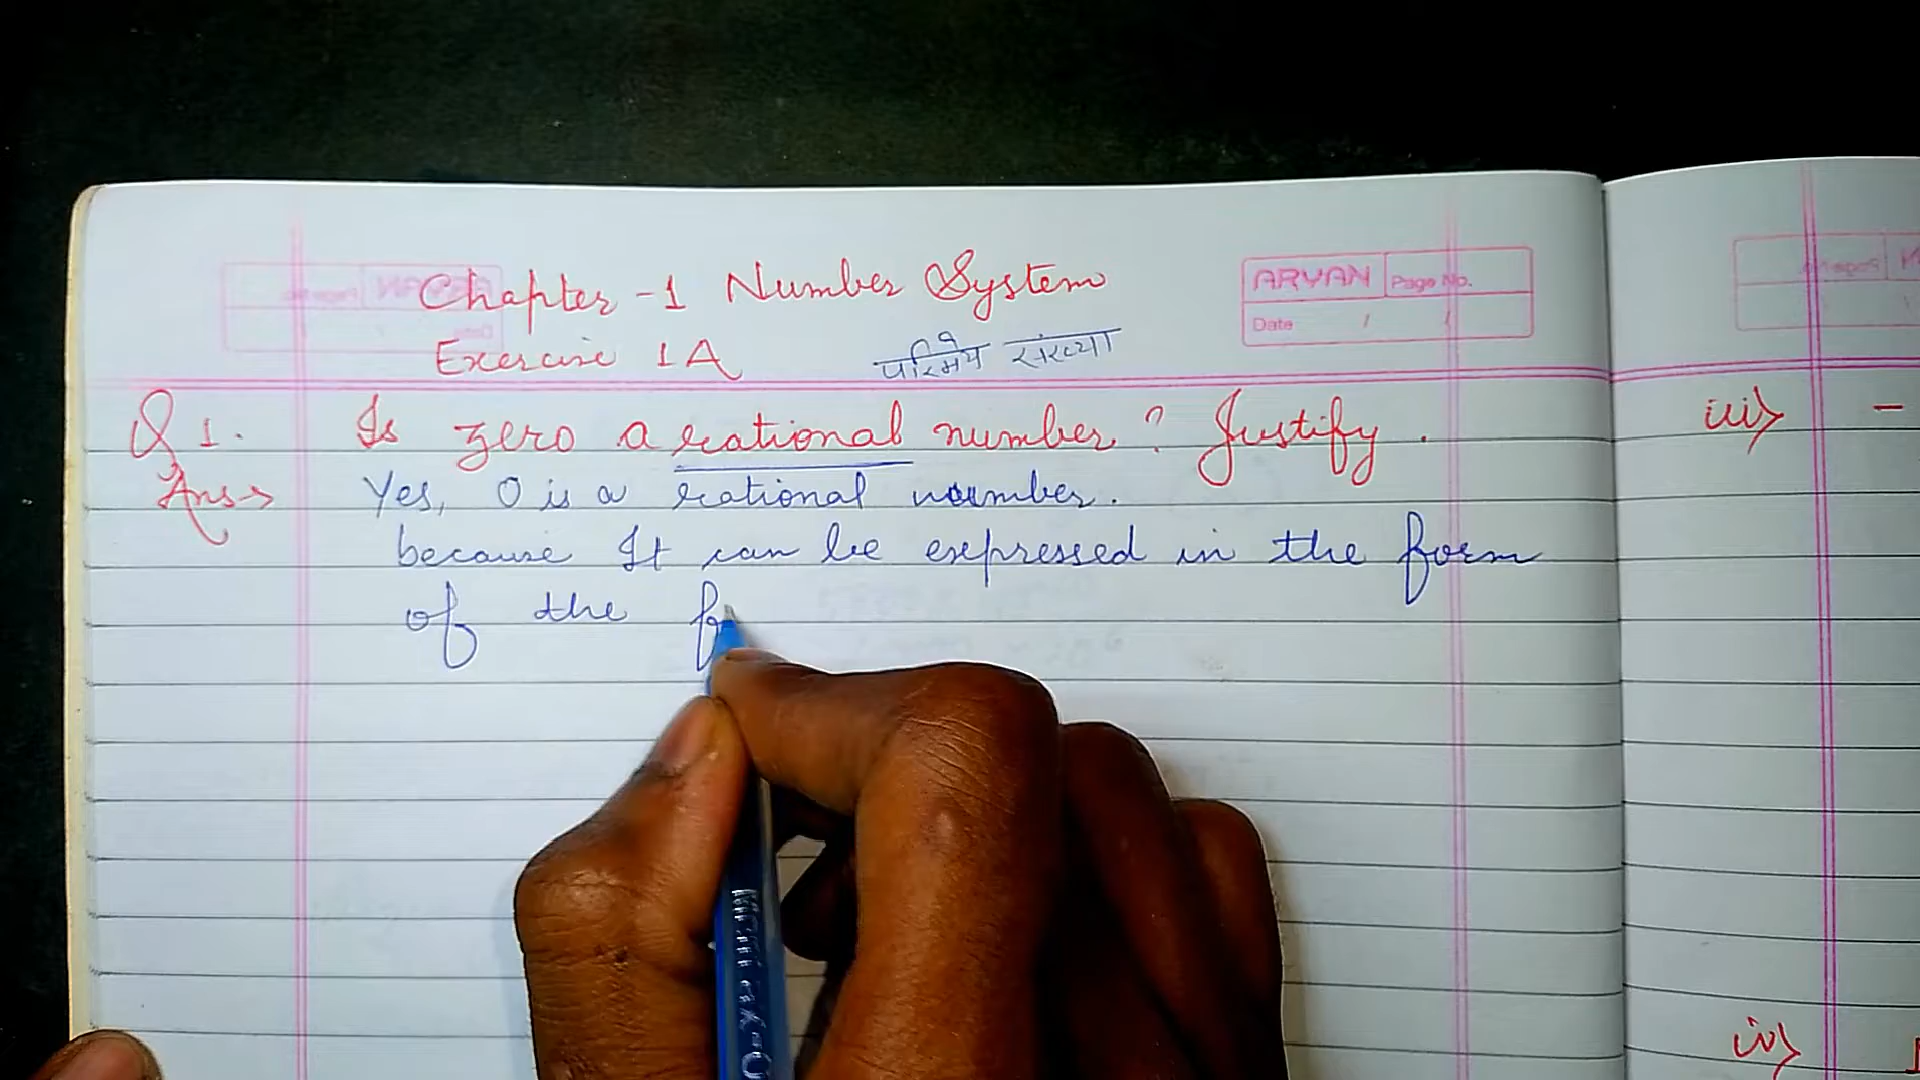 Chapter - 1 Number System
ARYAN Page No.
Date / /
Exercise 1A परिमेय संख्या
Q 1. Is zero a rational number? Justify.
Ans→ Yes, 0 is a rational number.
because It can be expressed in the form
of the fo
iii> -
iv>